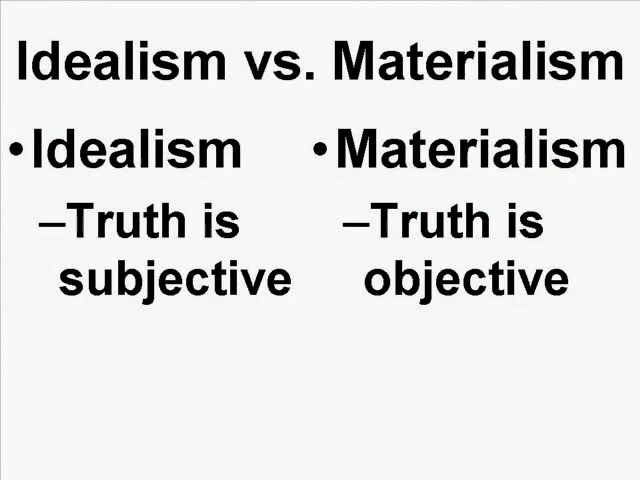 Idealism vs. Materialism
•Idealism
–Truth is
subjective
•Materialism
–Truth is
objective